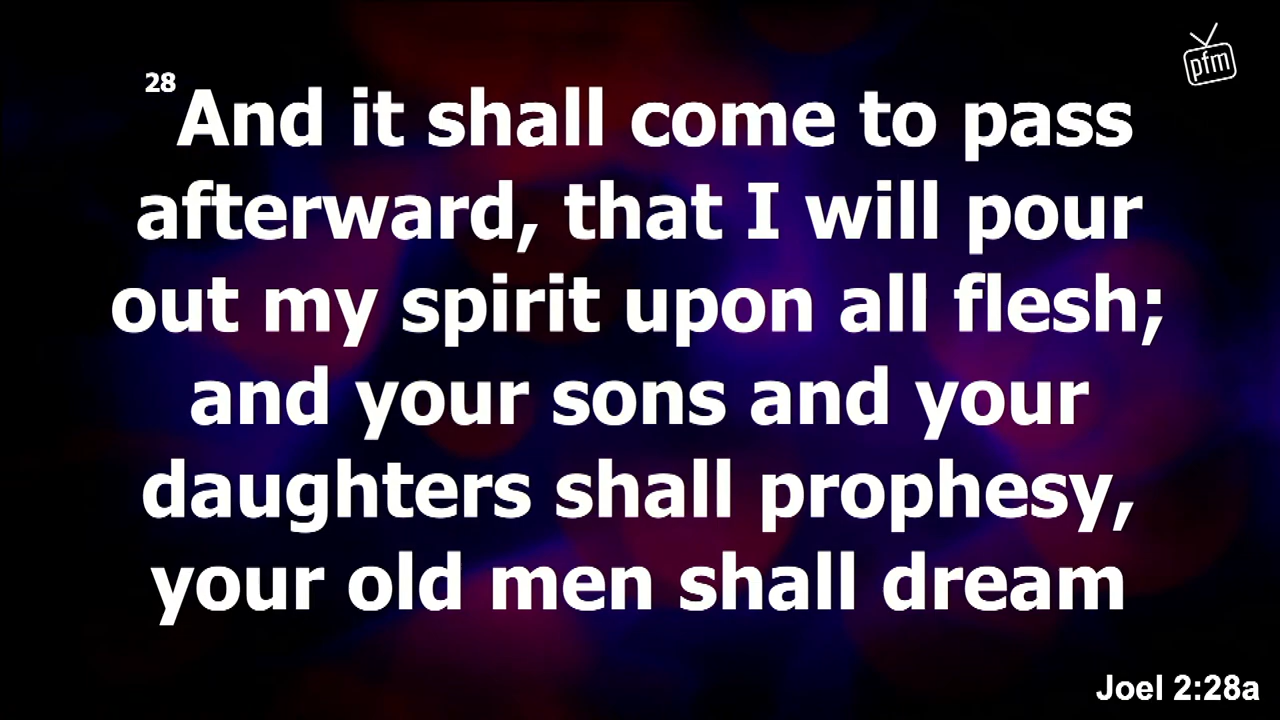 pfm
28 And it shall come to pass
afterward, that I will pour
out my spirit upon all flesh;
and your sons and your
daughters shall prophesy,
your old men shall dream
Joel 2:28a